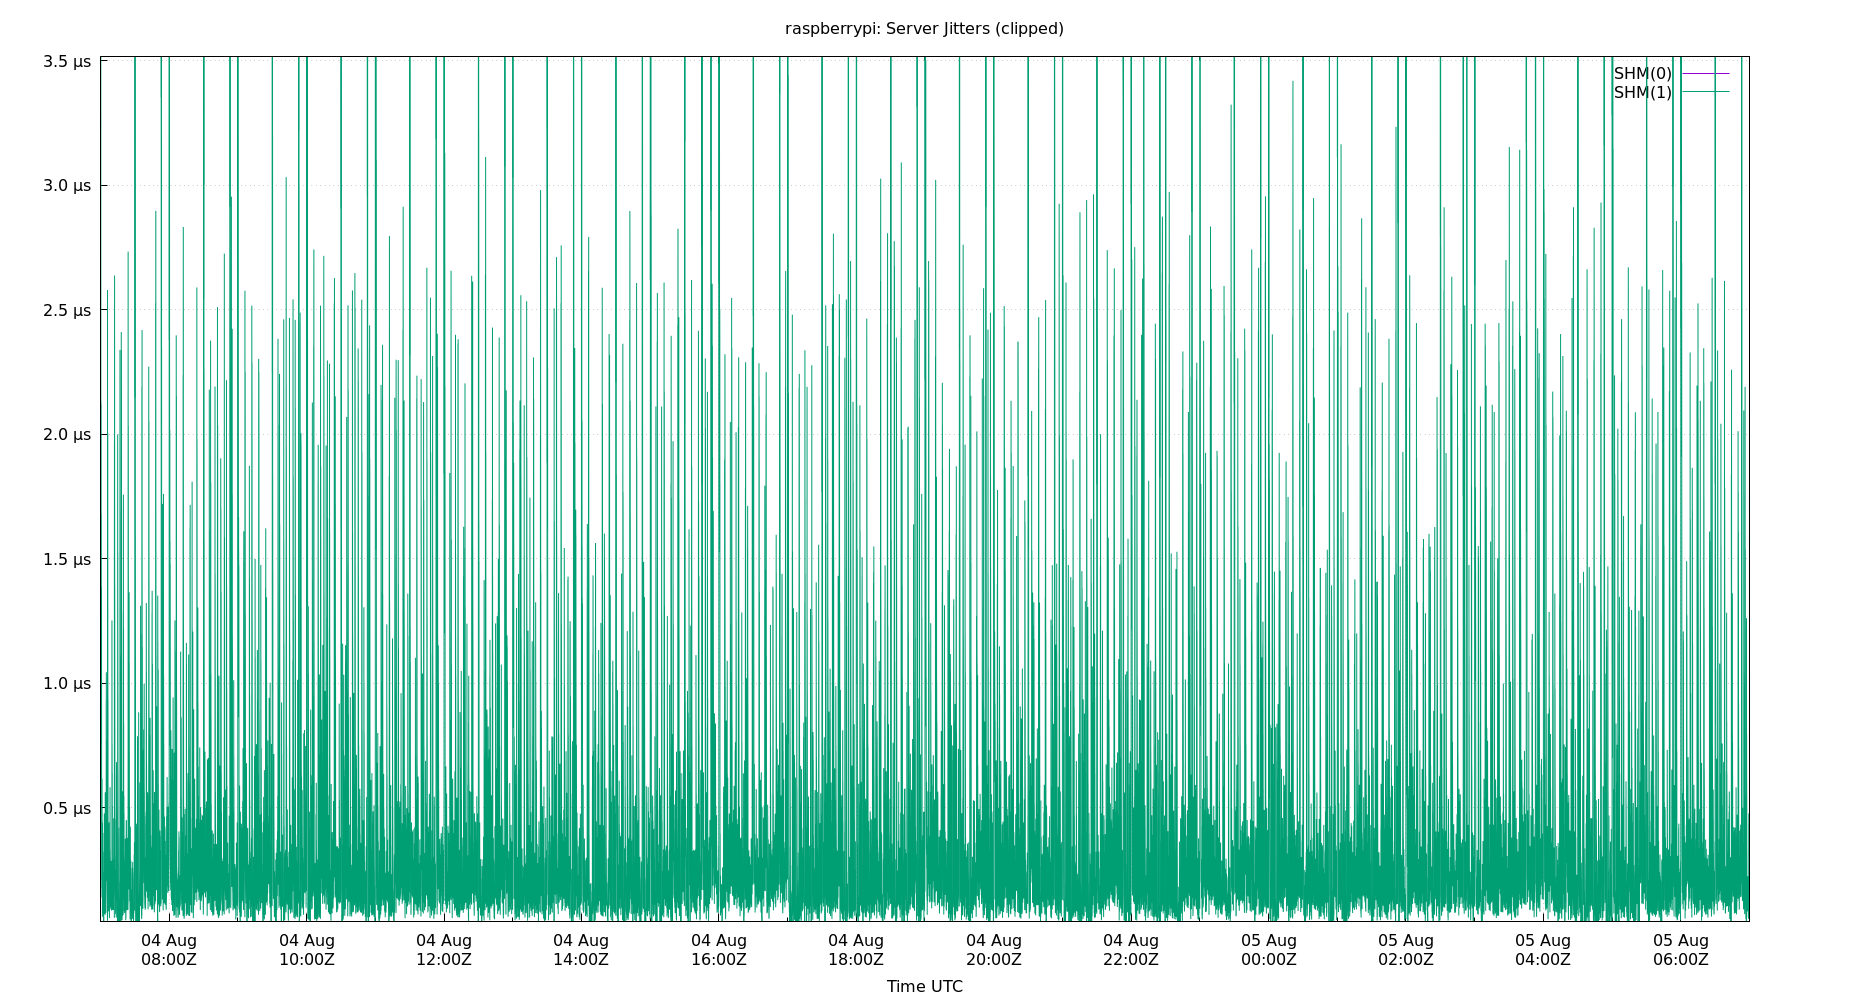 raspberrypi: Server Jitters (clipped)
3.5 µs
3.0 µs
2.5 µs
2.0 µs
1.5 µs
1.0 µs
0.5 µs
SHM(0)
SHM(1)
04 Aug 04 Aug 04 Aug 04 Aug 04 Aug 04 Aug 04 Aug 04 Aug 05 Aug 05 Aug 05 Aug 05 Aug
08:00Z 10:00Z 12:00Z 14:00Z 16:00Z 18:00Z 20:00Z 22:00Z 00:00Z 02:00Z 04:00Z 06:00Z
Time UTC